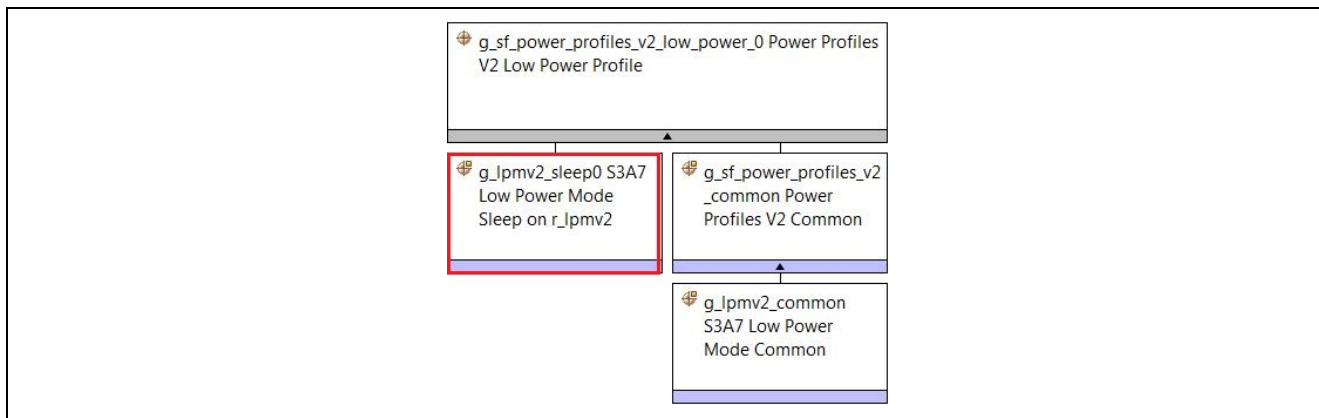 g_sf_power_profiles_v2_low_power_0 Power Profiles
V2 Low Power Profile
g_lpmv2_sleep0 S3A7
Low Power Mode
Sleep on r_lpmv2
g_sf_power_profiles_v2
_common Power
Profiles V2 Common
g_lpmv2_common
S3A7 Low Power
Mode Common